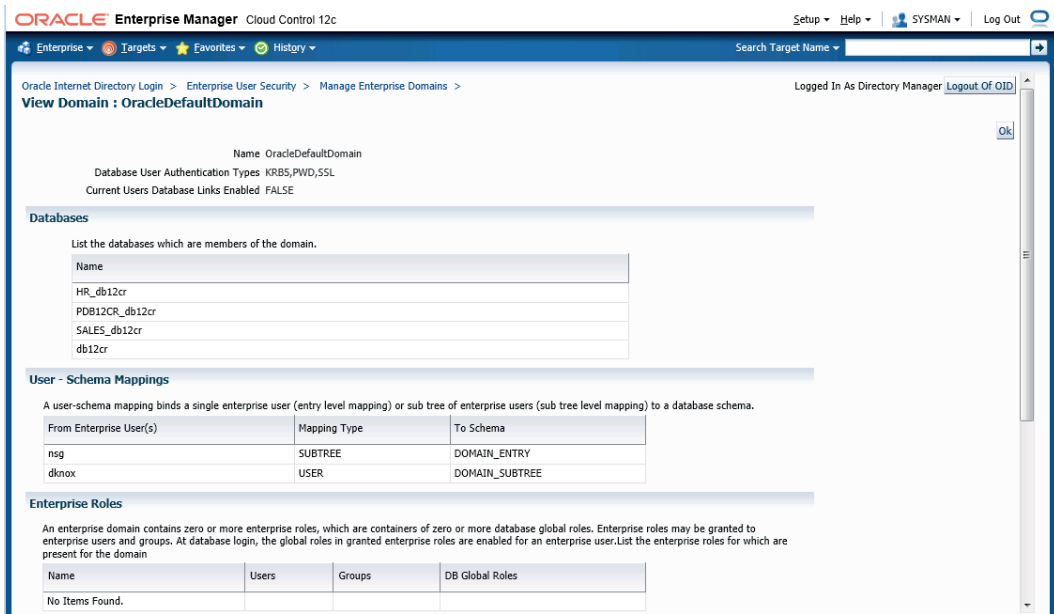 ORACLE Enterprise Manager Cloud Control 12c
Setup Help SYSMAN Log Out
Enterprise Targets Favorites History Search Target Name
Oracle Internet Directory Login > Enterprise User Security > Manage Enterprise Domains >
Logged In As Directory Manager Logout Of OID
View Domain : OracleDefaultDomain
Ok
Name OracleDefaultDomain
Database User Authentication Types KRB5,PWD,SSL
Current Users Database Links Enabled FALSE
Databases
List the databases which are members of the domain.
Name
HR_db12cr
PDB12CR_db12cr
SALES_db12cr
db12cr
User - Schema Mappings
A user-schema mapping binds a single enterprise user (entry level mapping) or sub tree of enterprise users (sub tree level mapping) to a database schema.
From Enterprise User(s) Mapping Type To Schema
nsg SUBTREE DOMAIN_ENTRY
dknox USER DOMAIN_SUBTREE
Enterprise Roles
An enterprise domain contains zero or more enterprise roles, which are containers of zero or more database global roles. Enterprise roles may be granted to
enterprise users and groups. At database login, the global roles in granted enterprise roles are enabled for an enterprise user.List the enterprise roles for which are
present for the domain
Name Users Groups DB Global Roles
No Items Found.